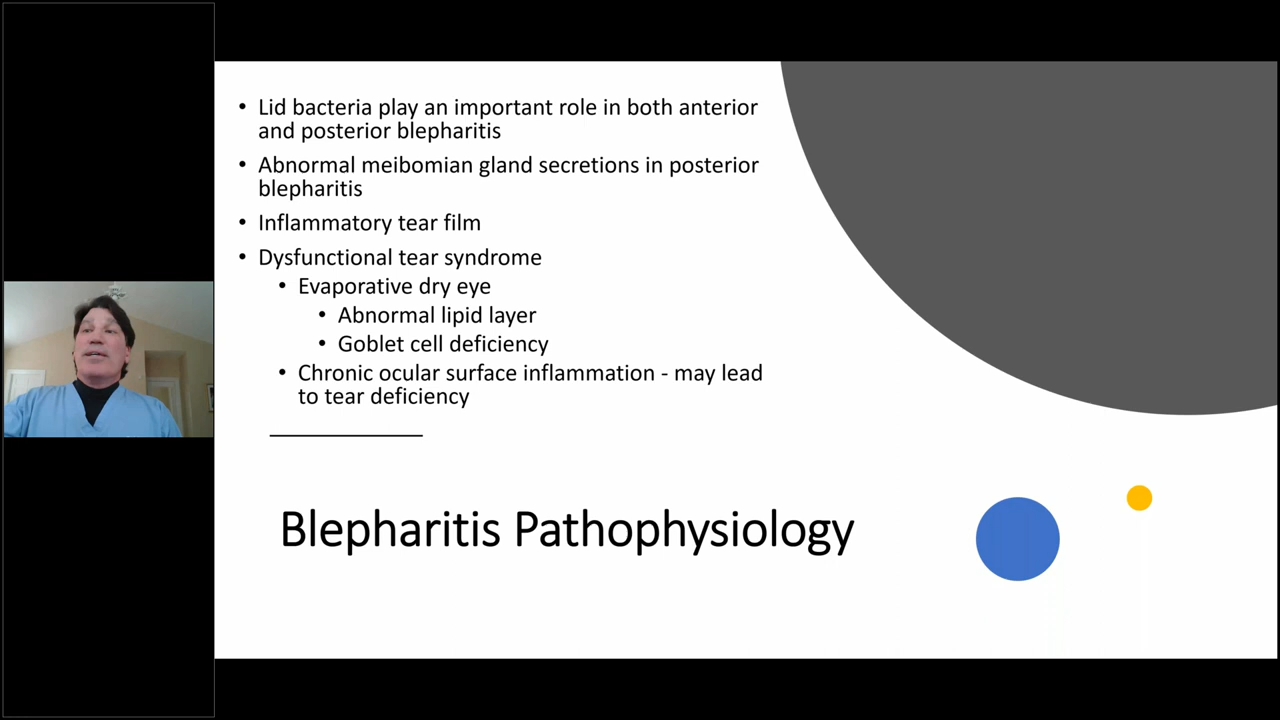 • Lid bacteria play an important role in both anterior
and posterior blepharitis
• Abnormal meibomian gland secretions in posterior
blepharitis
• Inflammatory tear film
• Dysfunctional tear syndrome
• Evaporative dry eye
• Abnormal lipid layer
• Goblet cell deficiency
• Chronic ocular surface inflammation - may lead
to tear deficiency
Blepharitis Pathophysiology